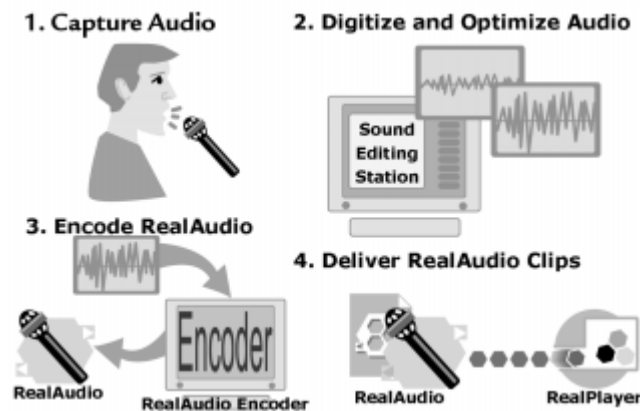 1. Capture Audio
2. Digitize and Optimize Audio
Sound
Editing
Station
3. Encode RealAudio
Encoder
RealAudio
RealAudio Encoder
4. Deliver RealAudio Clips
RealAudio
RealPlayer